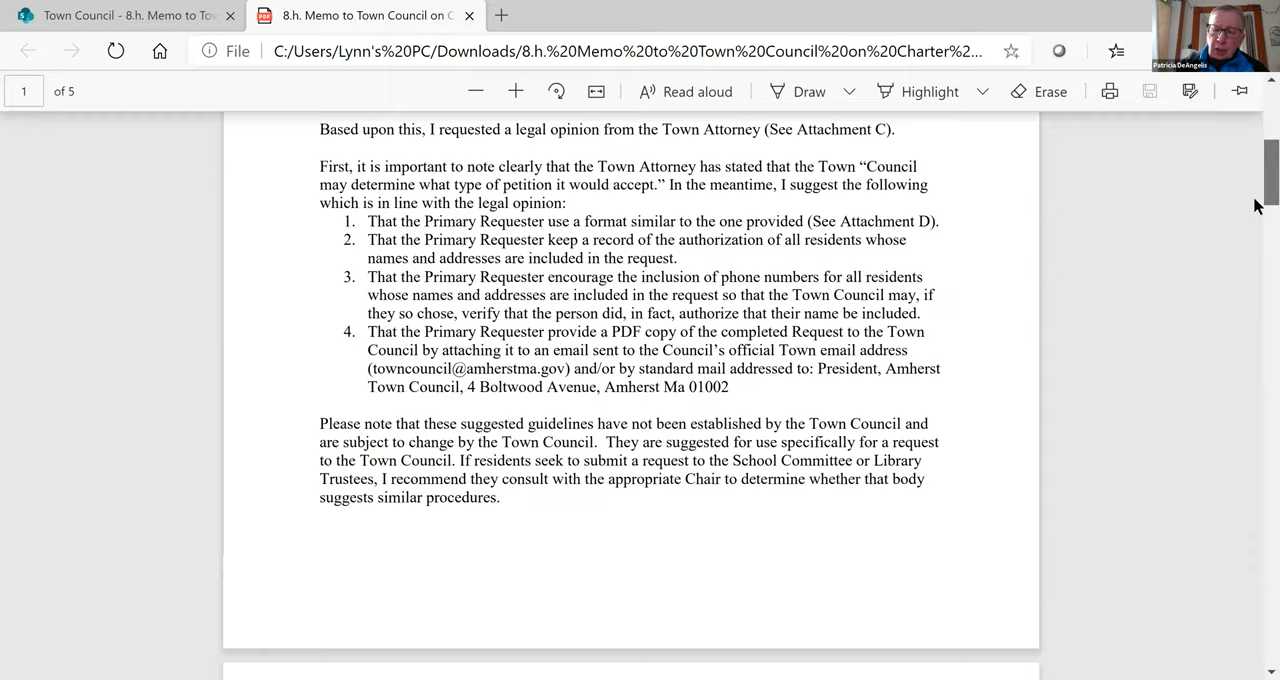 Town Council - 8.h. Memo to Tow
8.h. Memo to Town Council on C
File
C:/Users/Lynn's%20PC/Downloads/8.h.%20Memo%20to%20Town%20Council%20on%20Charter%2...
Patricia DeAngelis
1 of 5
Read aloud
Draw
Highlight
Erase
Based upon this, I requested a legal opinion from the Town Attorney (See Attachment C).
First, it is important to note clearly that the Town Attorney has stated that the Town “Council
may determine what type of petition it would accept.” In the meantime, I suggest the following
which is in line with the legal opinion:
1. That the Primary Requester use a format similar to the one provided (See Attachment D).
2. That the Primary Requester keep a record of the authorization of all residents whose
names and addresses are included in the request.
3. That the Primary Requester encourage the inclusion of phone numbers for all residents
whose names and addresses are included in the request so that the Town Council may, if
they so chose, verify that the person did, in fact, authorize that their name be included.
4. That the Primary Requester provide a PDF copy of the completed Request to the Town
Council by attaching it to an email sent to the Council’s official Town email address
(towncouncil@amherstma.gov) and/or by standard mail addressed to: President, Amherst
Town Council, 4 Boltwood Avenue, Amherst Ma 01002
Please note that these suggested guidelines have not been established by the Town Council and
are subject to change by the Town Council. They are suggested for use specifically for a request
to the Town Council. If residents seek to submit a request to the School Committee or Library
Trustees, I recommend they consult with the appropriate Chair to determine whether that body
suggests similar procedures.